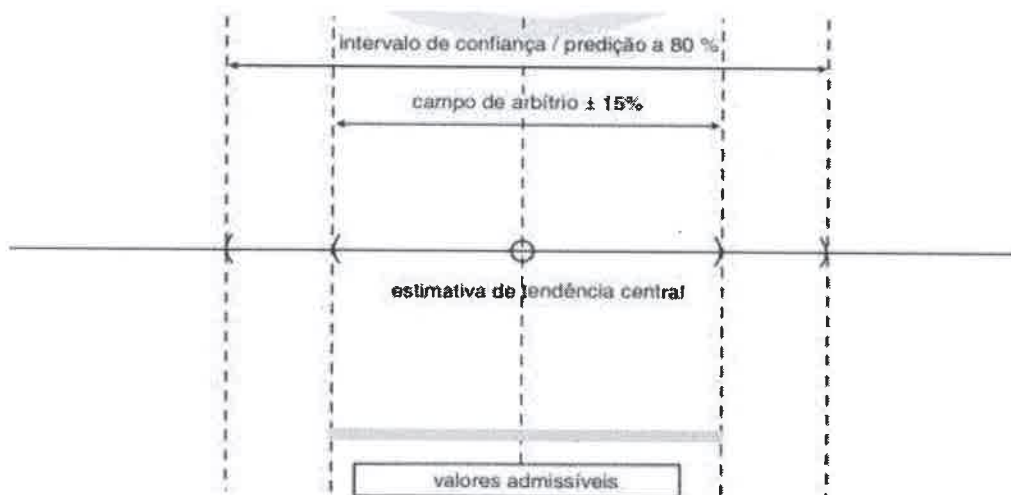 intervalo de confiança / predição a 80 %
campo de arbítrio ± 15%
estimativa de tendência central
valores admissíveis